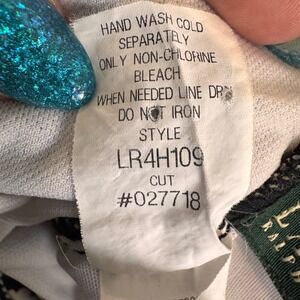 HAND WASH COLD
SEPARATELY
ONLY NON-CHLORINE
BLEACH
WHEN NEEDED LINE DRY
DO NOT IRON
STYLE
LR4H109
CUT
#027718